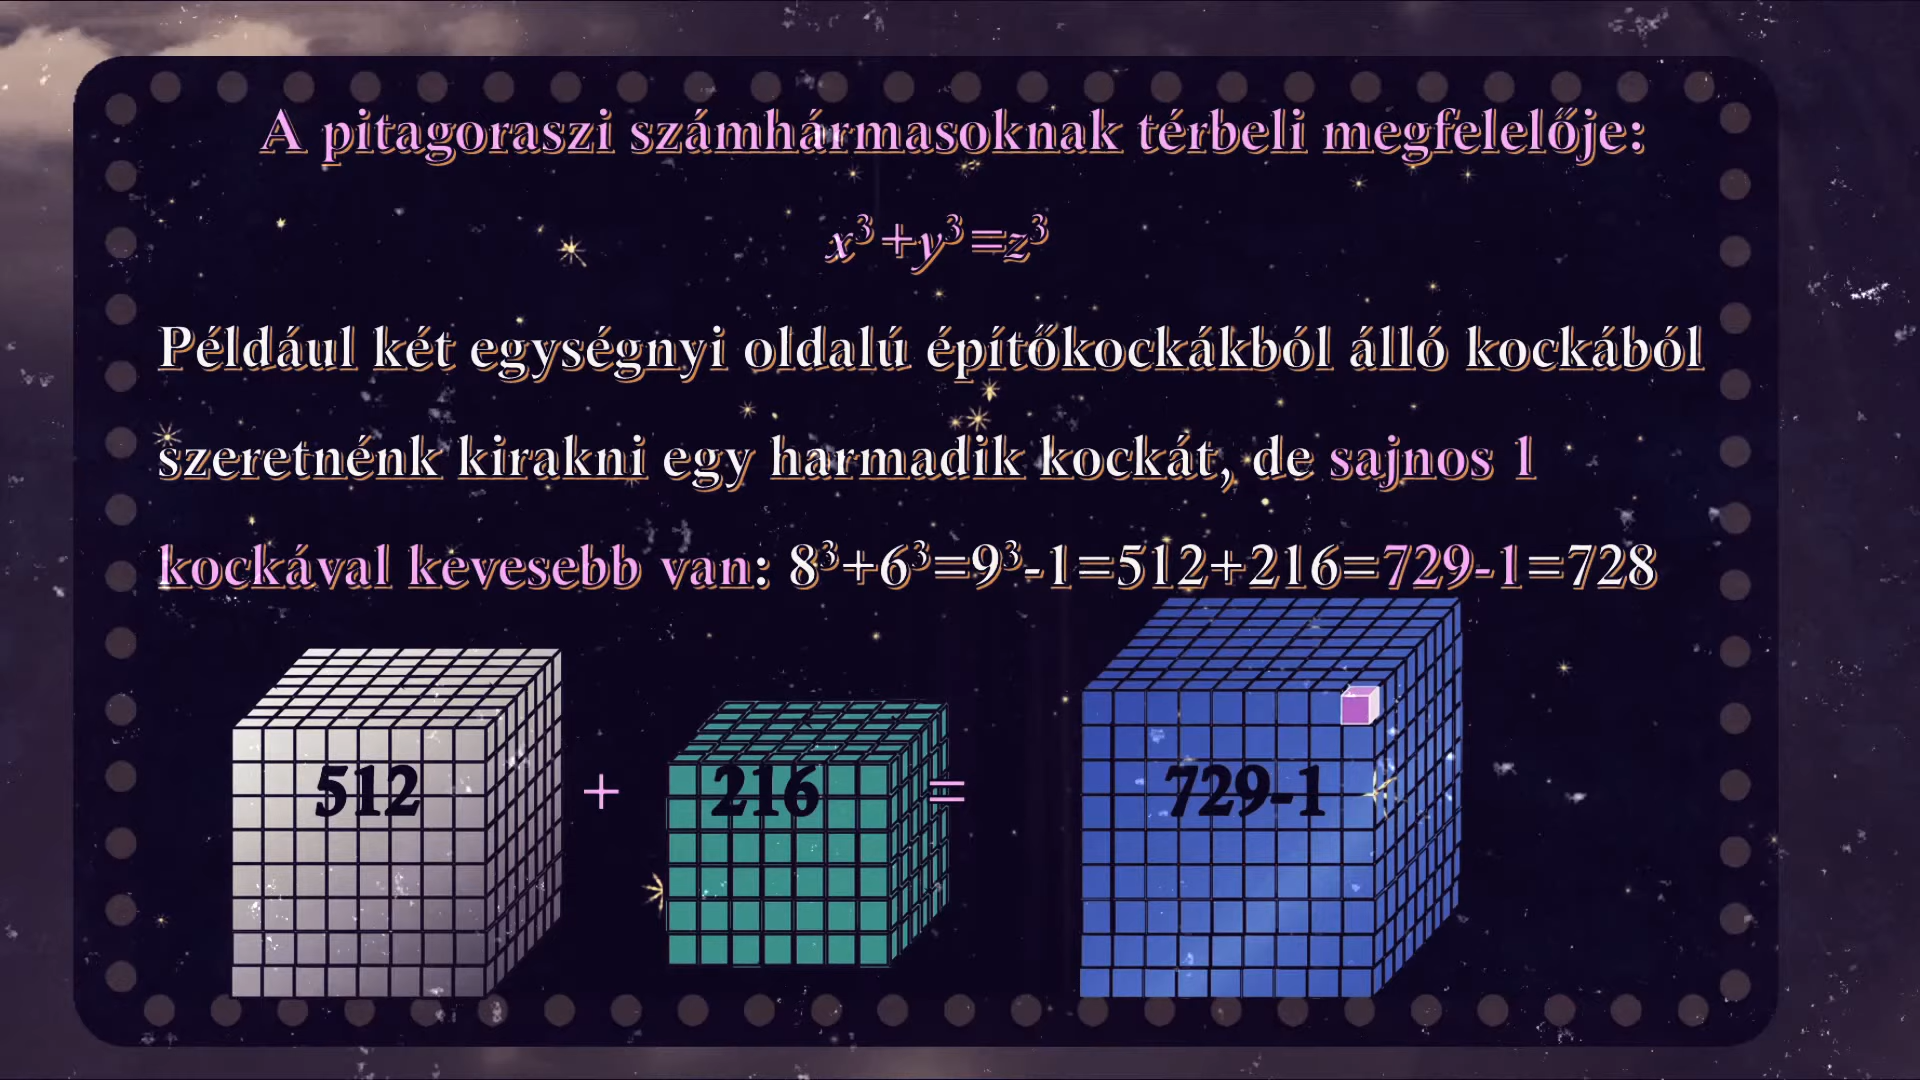 A pitagoraszi számhármasoknak térbeli megfelelője:
x³+y³=z³
Például két egységnyi oldalú építőkockákból álló kockából
szeretnénk kirakni egy harmadik kockát, de sajnos 1
kockával kevesebb van: 8³+6³=9³-1=512+216=729-1=728
512 + 216 = 729-1